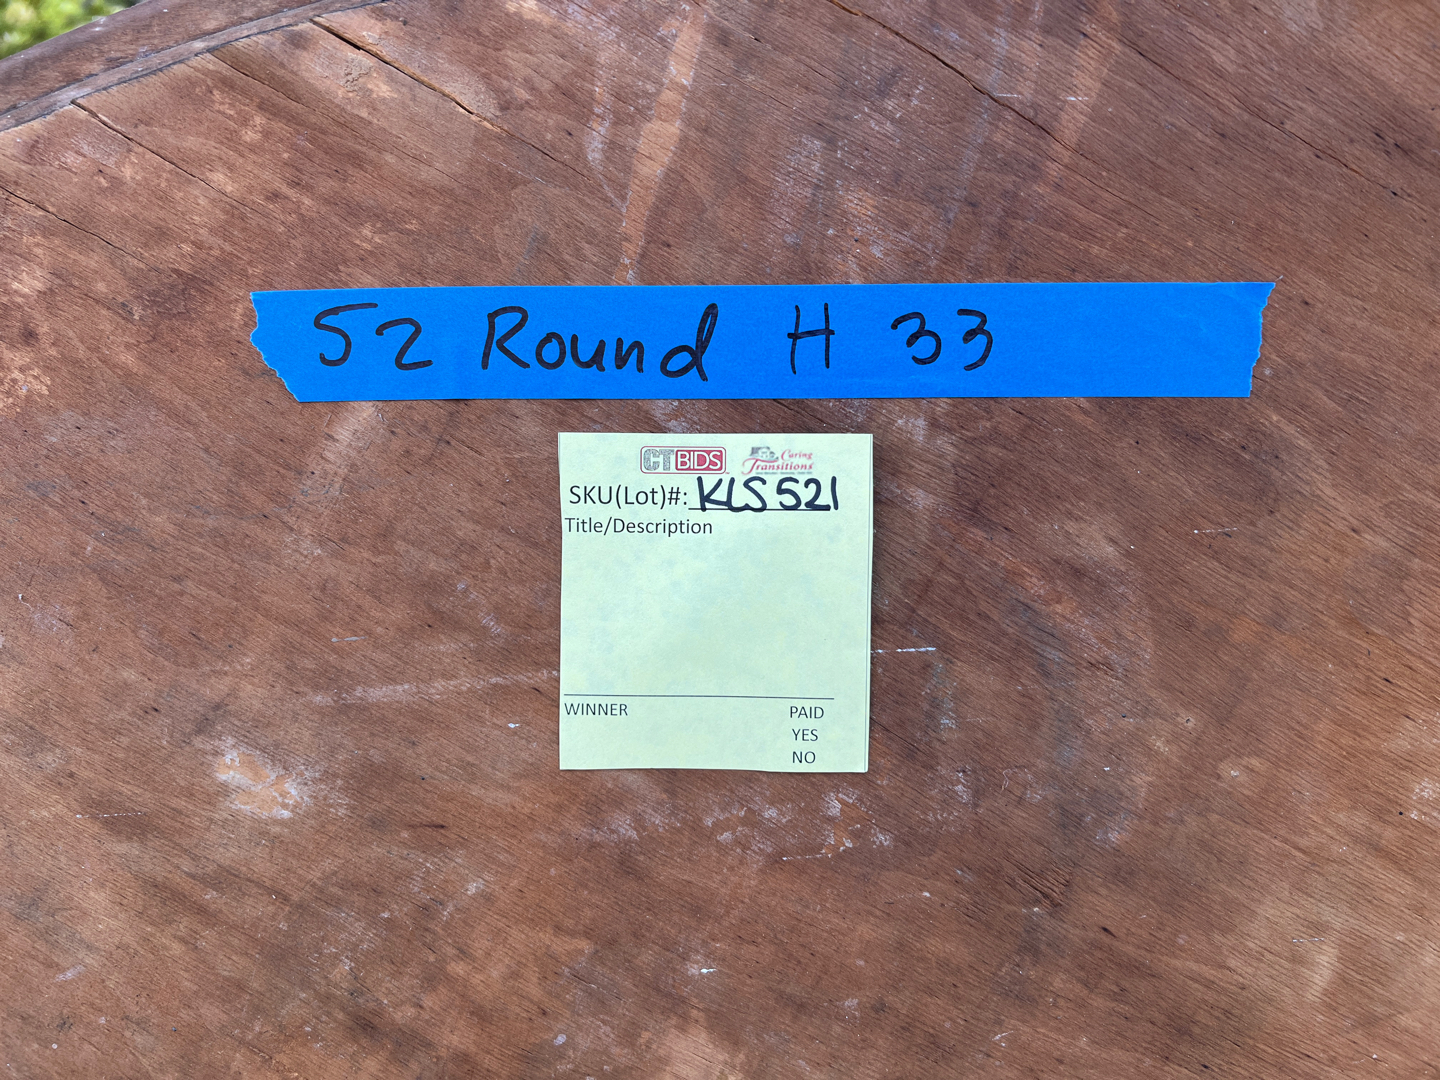 52 Round H 33
CTBIDS Caring Transitions
SKU(Lot)#: KLS521
Title/Description
WINNER PAID
YES
NO